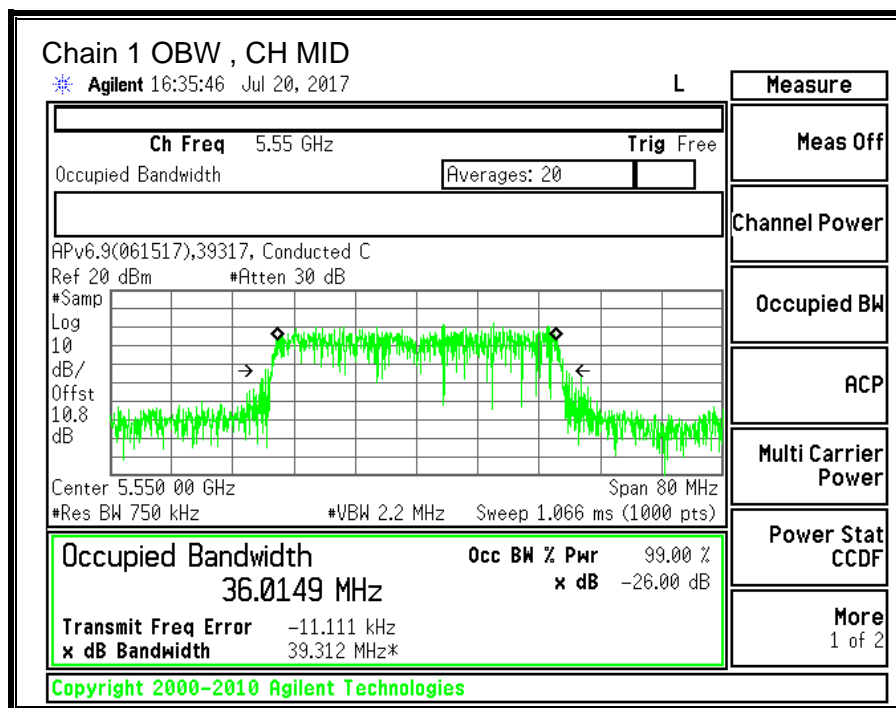 Chain 1 OBW , CH MID
Agilent 16:35:46 Jul 20, 2017 L
Measure
Ch Freq 5.55 GHz Trig Free
Meas Off
Occupied Bandwidth Averages: 20
Channel Power
APv6.9(061517),39317, Conducted C
Ref 20 dBm #Atten 30 dB
#Samp
Log
10
dB/
Offst
10.8
dB
Occupied BW
ACP
Multi Carrier
Power
Center 5.550 00 GHz Span 80 MHz
#Res BW 750 kHz #VBW 2.2 MHz Sweep 1.066 ms (1000 pts)
Power Stat
CCDF
Occupied Bandwidth Occ BW % Pwr 99.00 %
36.0149 MHz x dB -26.00 dB
Transmit Freq Error -11.111 kHz
x dB Bandwidth 39.312 MHz*
More
1 of 2
Copyright 2000-2010 Agilent Technologies